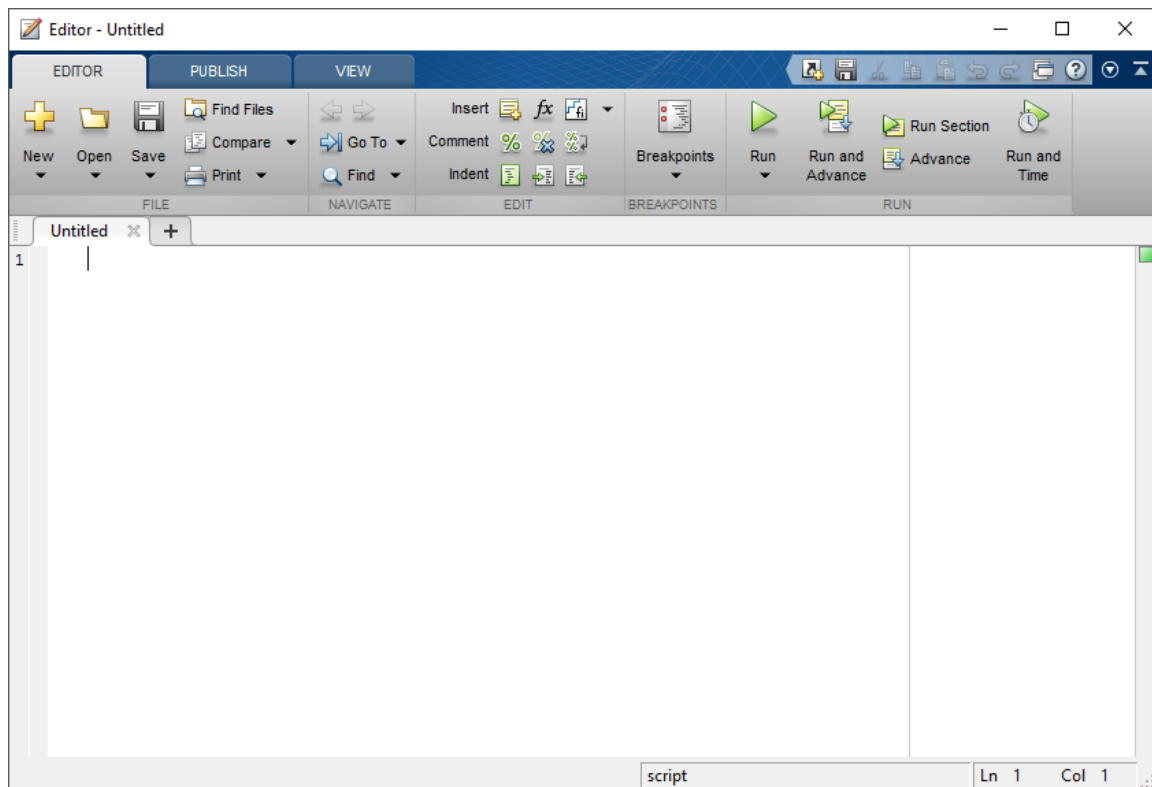 Editor - Untitled
EDITOR PUBLISH VIEW
New Open Save
Find Files
Compare
Print
FILE
Go To
Find
NAVIGATE
Insert fx fi
Comment % % %
Indent
EDIT
Breakpoints
BREAKPOINTS
Run
Run and
Advance
Run Section
Advance
Run and
Time
RUN
Untitled +
1
script Ln 1 Col 1